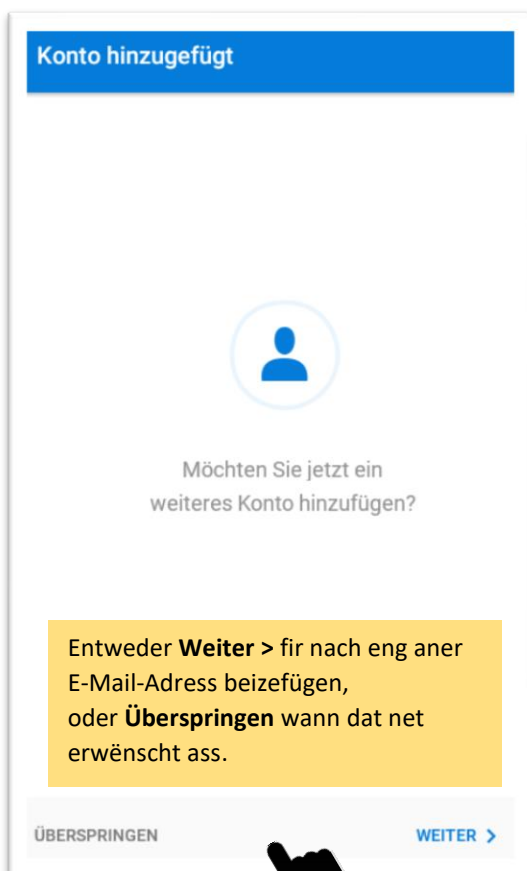 Konto hinzugefügt
Möchten Sie jetzt ein
weiteres Konto hinzufügen?
Entweder Weiter > fir nach eng aner
E-Mail-Adress beizefügen,
oder Überspringen wann dat net
erwënscht ass.
ÜBERSPRINGEN WEITER >